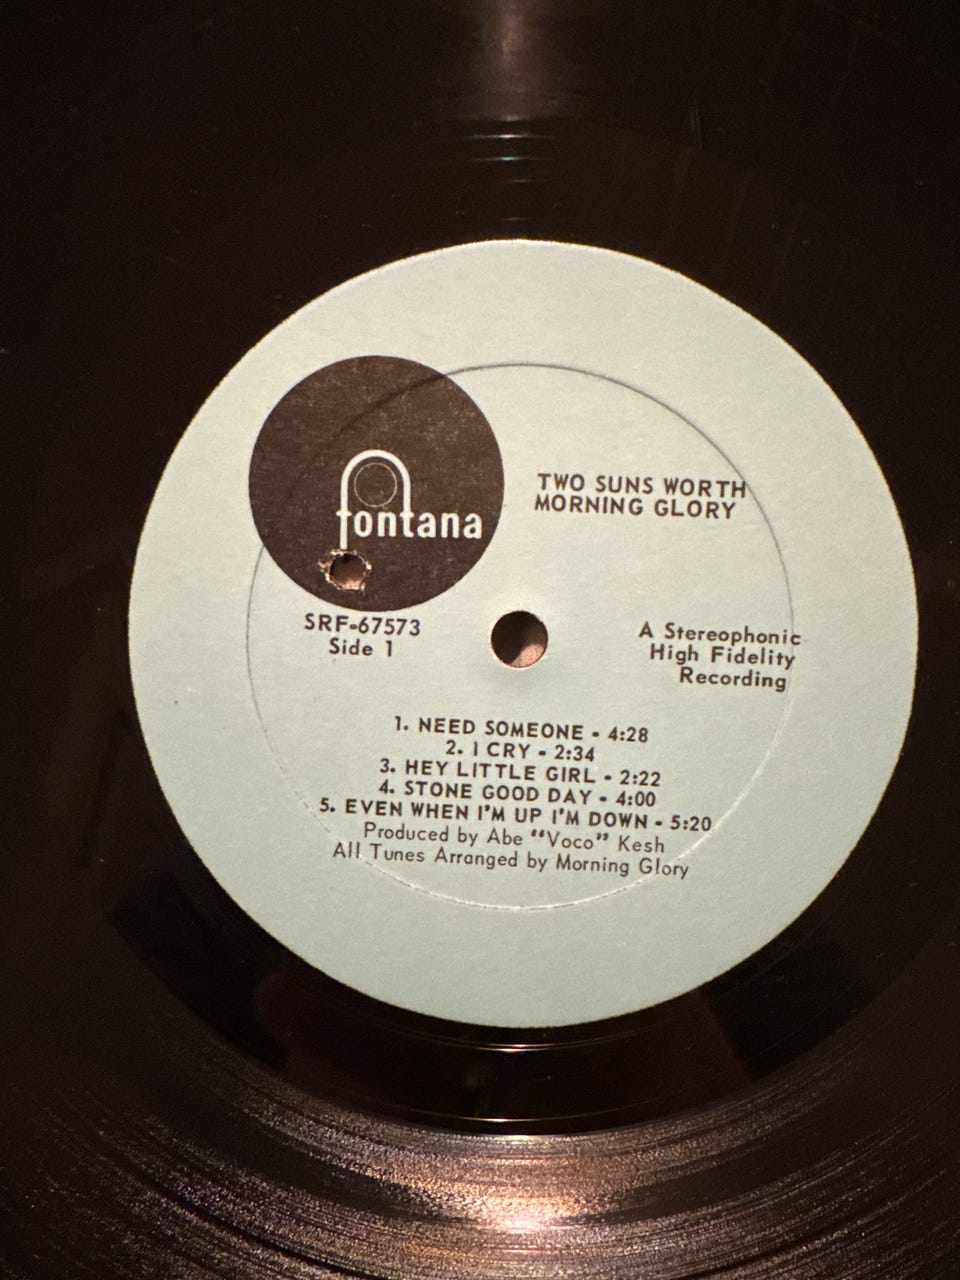 fontana
TWO SUNS WORTH
MORNING GLORY
SRF-67573
Side 1
A Stereophonic
High Fidelity
Recording
1. NEED SOMEONE - 4:28
2. I CRY - 2:34
3. HEY LITTLE GIRL - 2:22
4. STONE GOOD DAY - 4:00
5. EVEN WHEN I'M UP I'M DOWN - 5:20
Produced by Abe "Voco" Kesh
All Tunes Arranged by Morning Glory